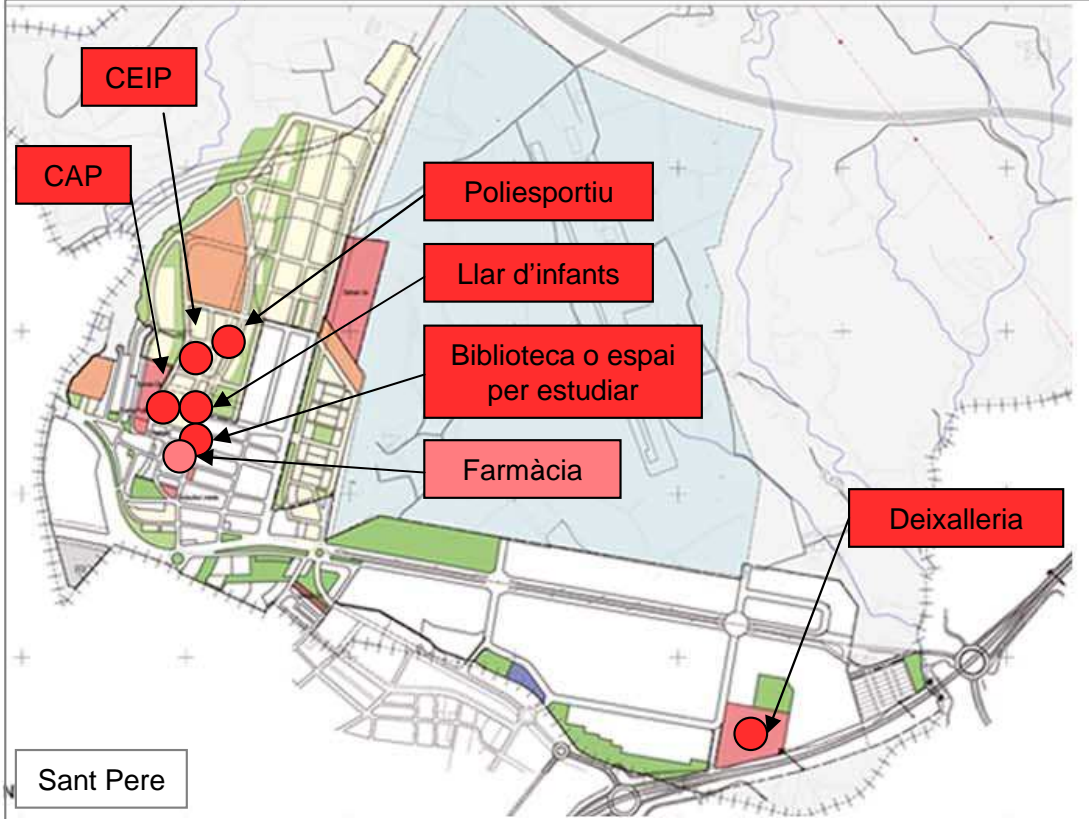 CEIP
CAP
Poliesportiu
Llar d'infants
Biblioteca o espai
per estudiar
Farmàcia
Deixalleria
Sant Pere